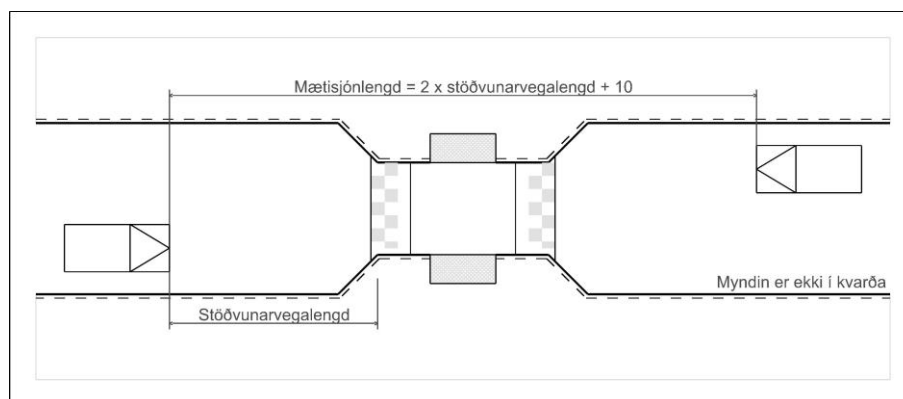 Mætisjónlengd = 2 x stöðvunarvegalengd + 10
Myndin er ekki í kvarða
Stöðvunarvegalengd